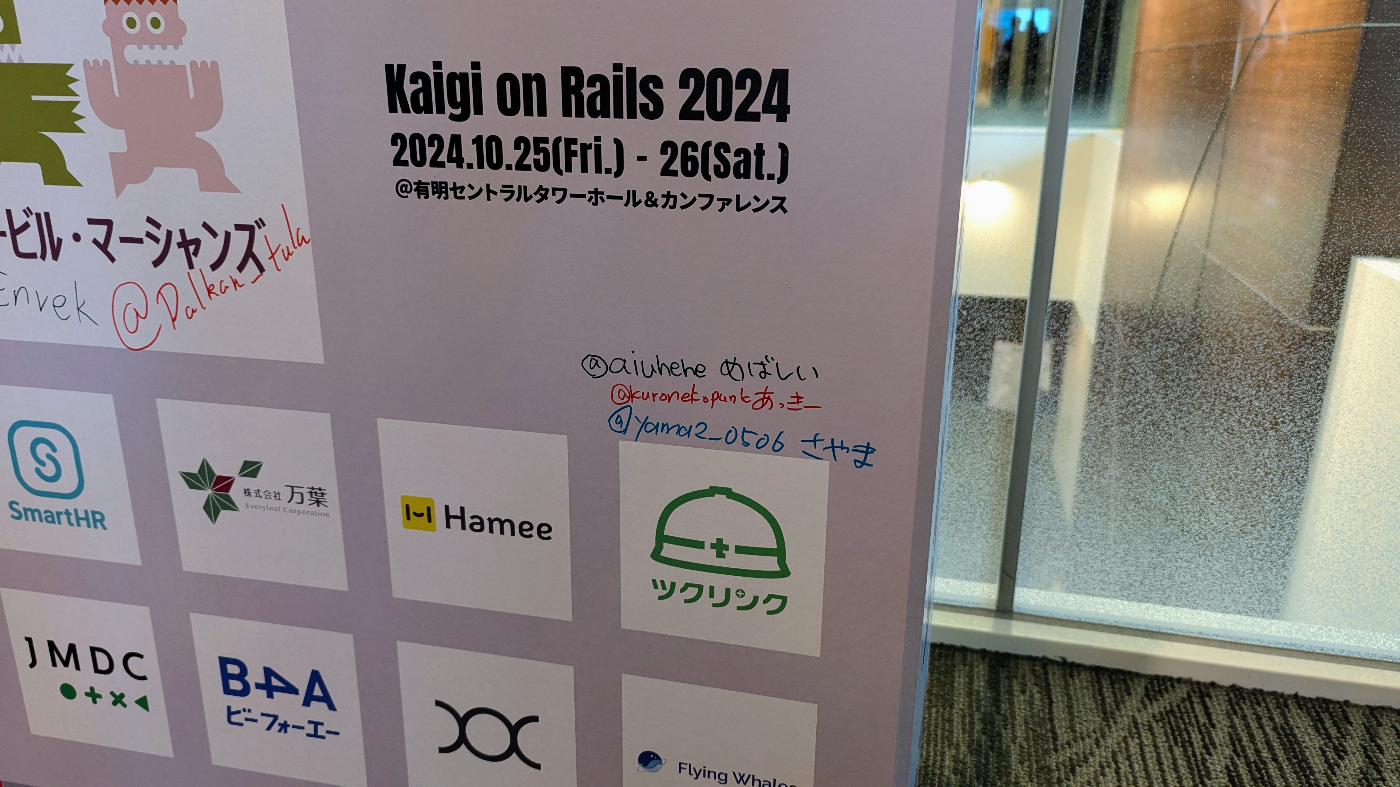 Kaigi on Rails 2024
2024.10.25(Fri.) - 26(Sat.)
@有明セントラルタワーホール&カンファレンス
ービル・マーシャンズ
Envek @Dalkan_tula
@aiuhehe めばしい
@kuronekopunk あっきー
@yama2_0506 さやま
SmartHR
株式会社 万葉
Everyleaf Corporation
Hamee
ツクリンク
JMDC
B4A
ビーフォーエー
Flying Whales